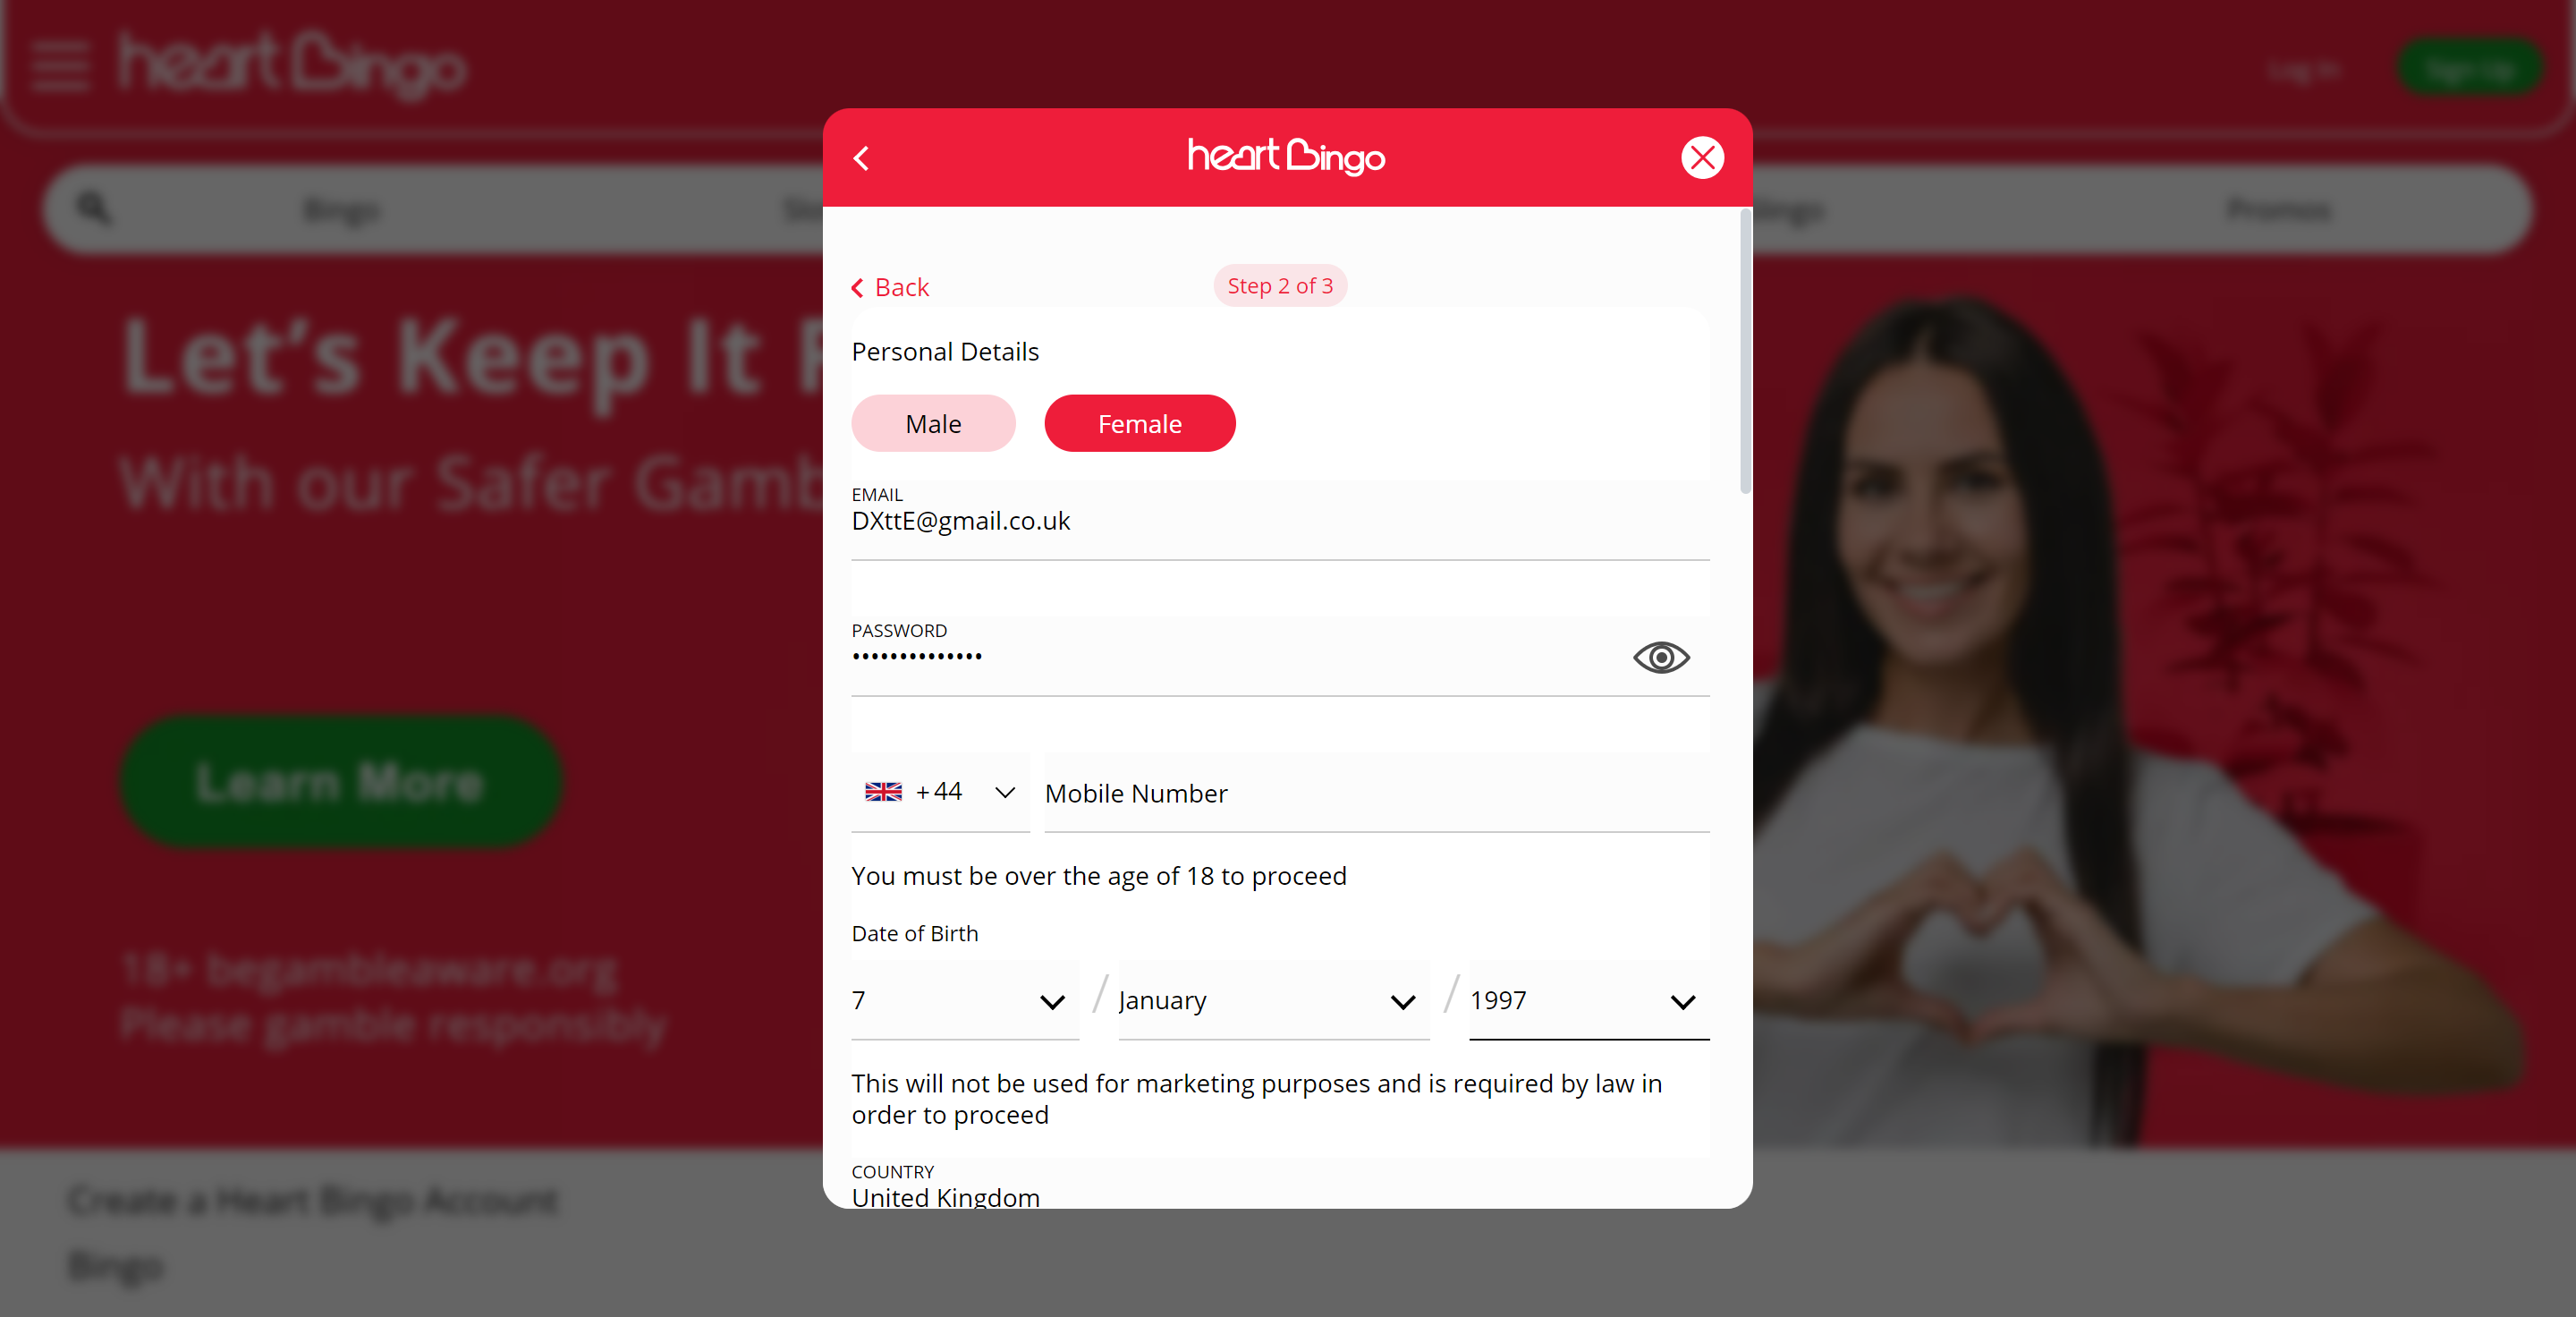 heart Bingo
Log In
Sign Up
Bingo
Promos
Let's Keep It
With our Safer Gamb
Learn More
18+ begambleaware.org
Please gamble responsibly
Create a Heart Bingo Account
Bingo
heart Bingo
Back
Step 2 of 3
Personal Details
Male
Female
EMAIL
DXttE@gmail.co.uk
PASSWORD
••••••••••••••
+44
Mobile Number
You must be over the age of 18 to proceed
Date of Birth
7 / January / 1997
This will not be used for marketing purposes and is required by law in
order to proceed
COUNTRY
United Kingdom